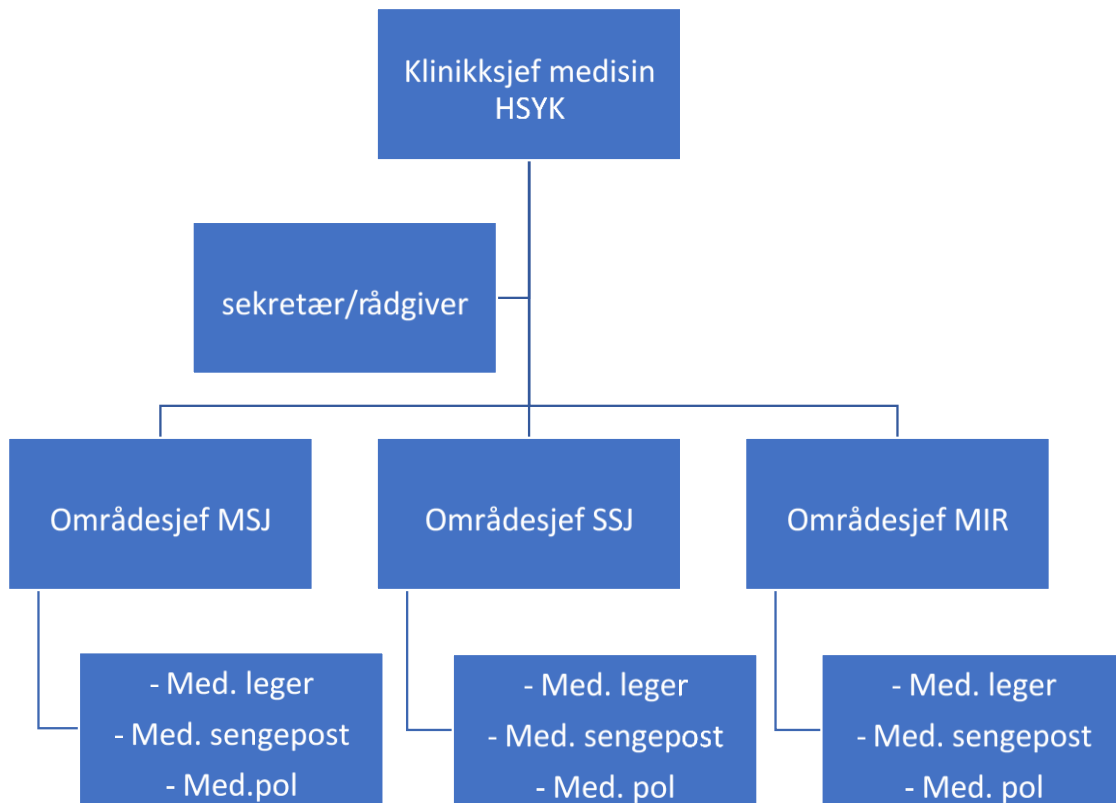 Klinikksjef medisin
HSYK
sekretær/rådgiver
Områdesjef MSJ
Områdesjef SSJ
Områdesjef MIR
- Med. leger
- Med. sengepost
- Med.pol
- Med. leger
- Med. sengepost
- Med. pol
- Med. leger
- Med. sengepost
- Med. pol